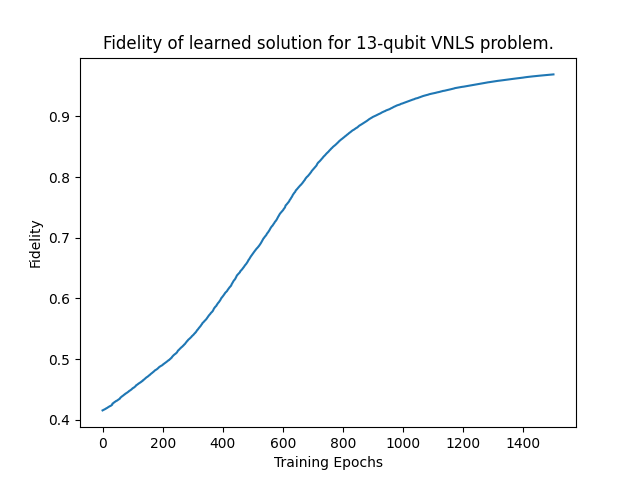 Fidelity of learned solution for 13-qubit VNLS problem.
0.9
0.8
0.7
0.6
0.5
0.4
Fidelity
0 200 400 600 800 1000 1200 1400
Training Epochs